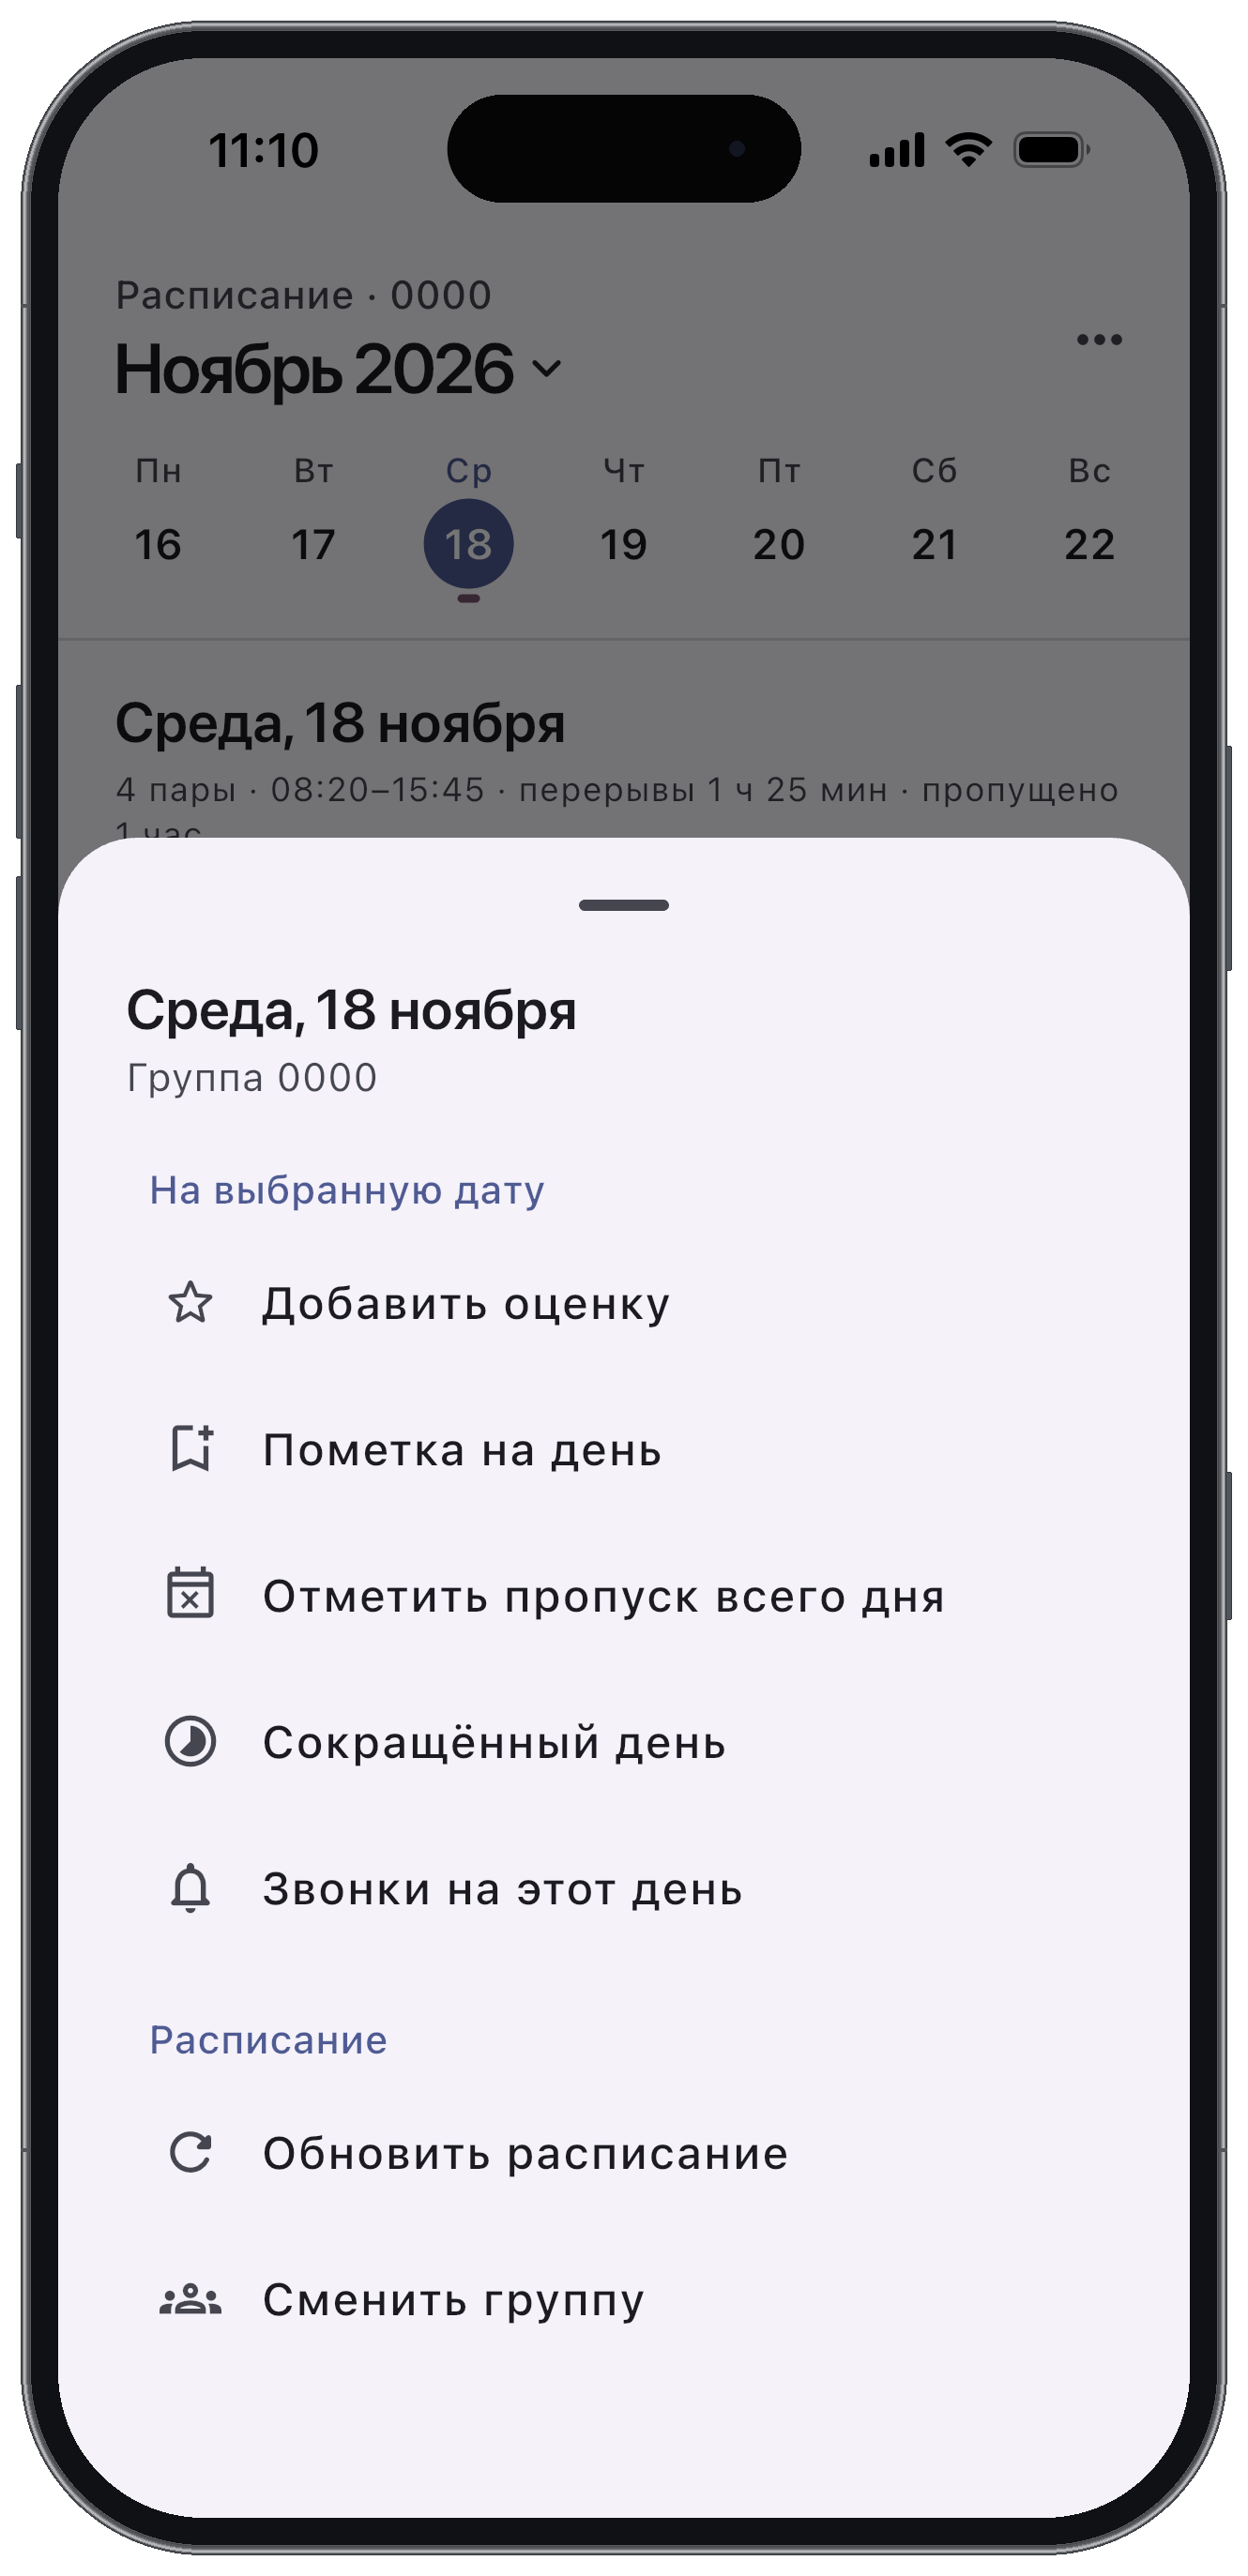 11:10
Расписание · 0000
Ноябрь 2026
Пн Вт Ср Чт Пт Сб Вс
16 17 18 19 20 21 22
Среда, 18 ноября
4 пары · 08:20–15:45 · перерывы 1 ч 25 мин · пропущено
1 час
Среда, 18 ноября
Группа 0000
На выбранную дату
Добавить оценку
Пометка на день
Отметить пропуск всего дня
Сокращённый день
Звонки на этот день
Расписание
Обновить расписание
Сменить группу